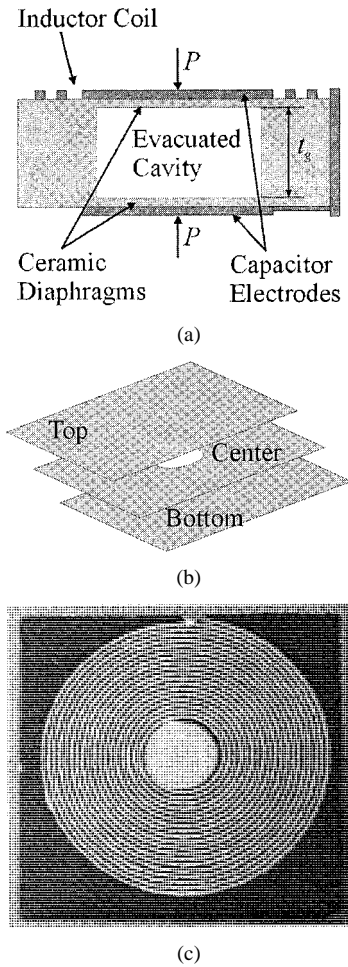 Inductor Coil
P
Evacuated
Cavity
t_g
P
Ceramic
Diaphragms
Capacitor
Electrodes
(a)
Top
Center
Bottom
(b)
(c)